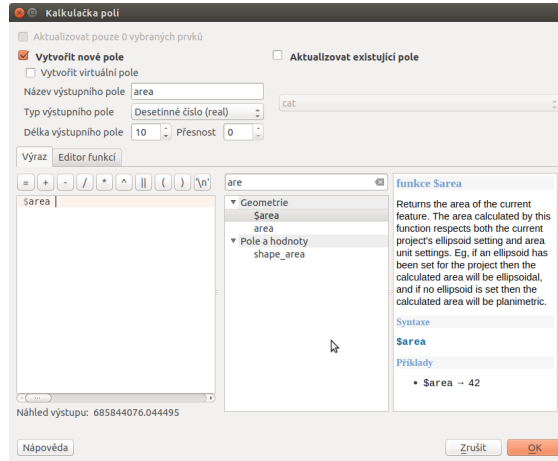 Kalkulačka polí
Aktualizovat pouze 0 vybraných prvků
Vytvořit nové pole
Aktualizovat existující pole
Vytvořit virtuální pole
Název výstupního pole area
cat
Typ výstupního pole Desetinné číslo (real)
Délka výstupního pole 10 Přesnost 0
Výraz Editor funkcí
= + - / * ^ || ( ) '\n'
are
$area
Geometrie
$area
area
Pole a hodnoty
shape_area
funkce $area
Returns the area of the current
feature. The area calculated by this
function respects both the current
project's ellipsoid setting and area
unit settings. Eg, if an ellipsoid has
been set for the project then the
calculated area will be ellipsoidal,
and if no ellipsoid is set then the
calculated area will be planimetric.
Syntaxe
$area
Příklady
• $area → 42
Náhled výstupu: 685844076.044495
Nápověda
Zrušit
OK